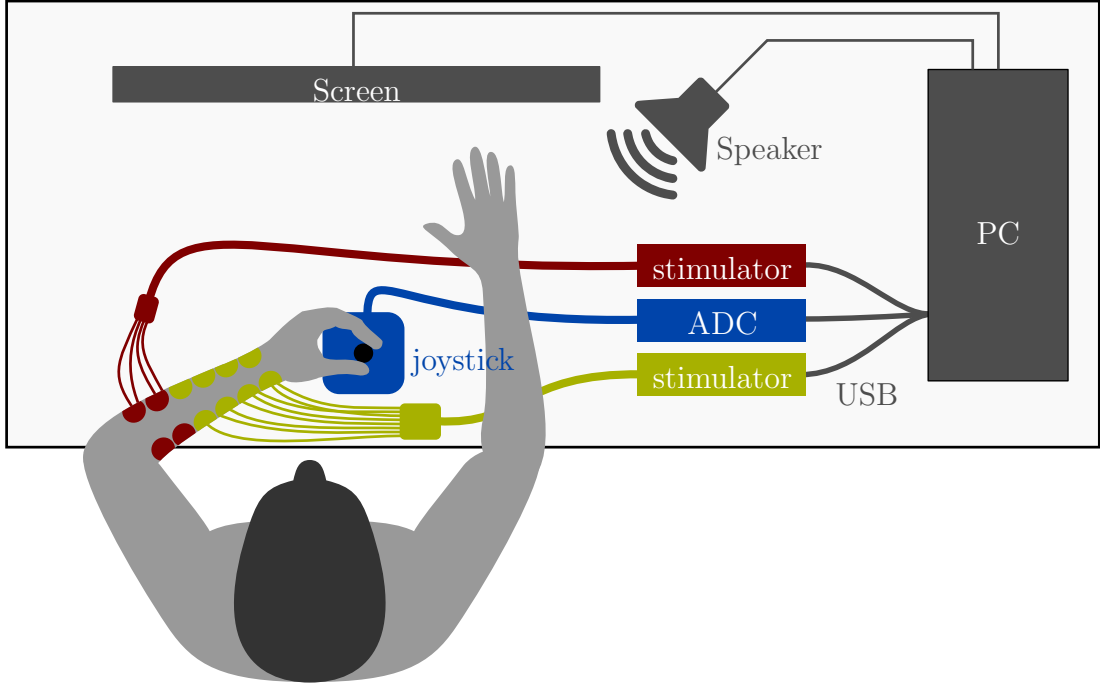 Screen
Speaker
PC
stimulator
ADC
joystick
stimulator
USB